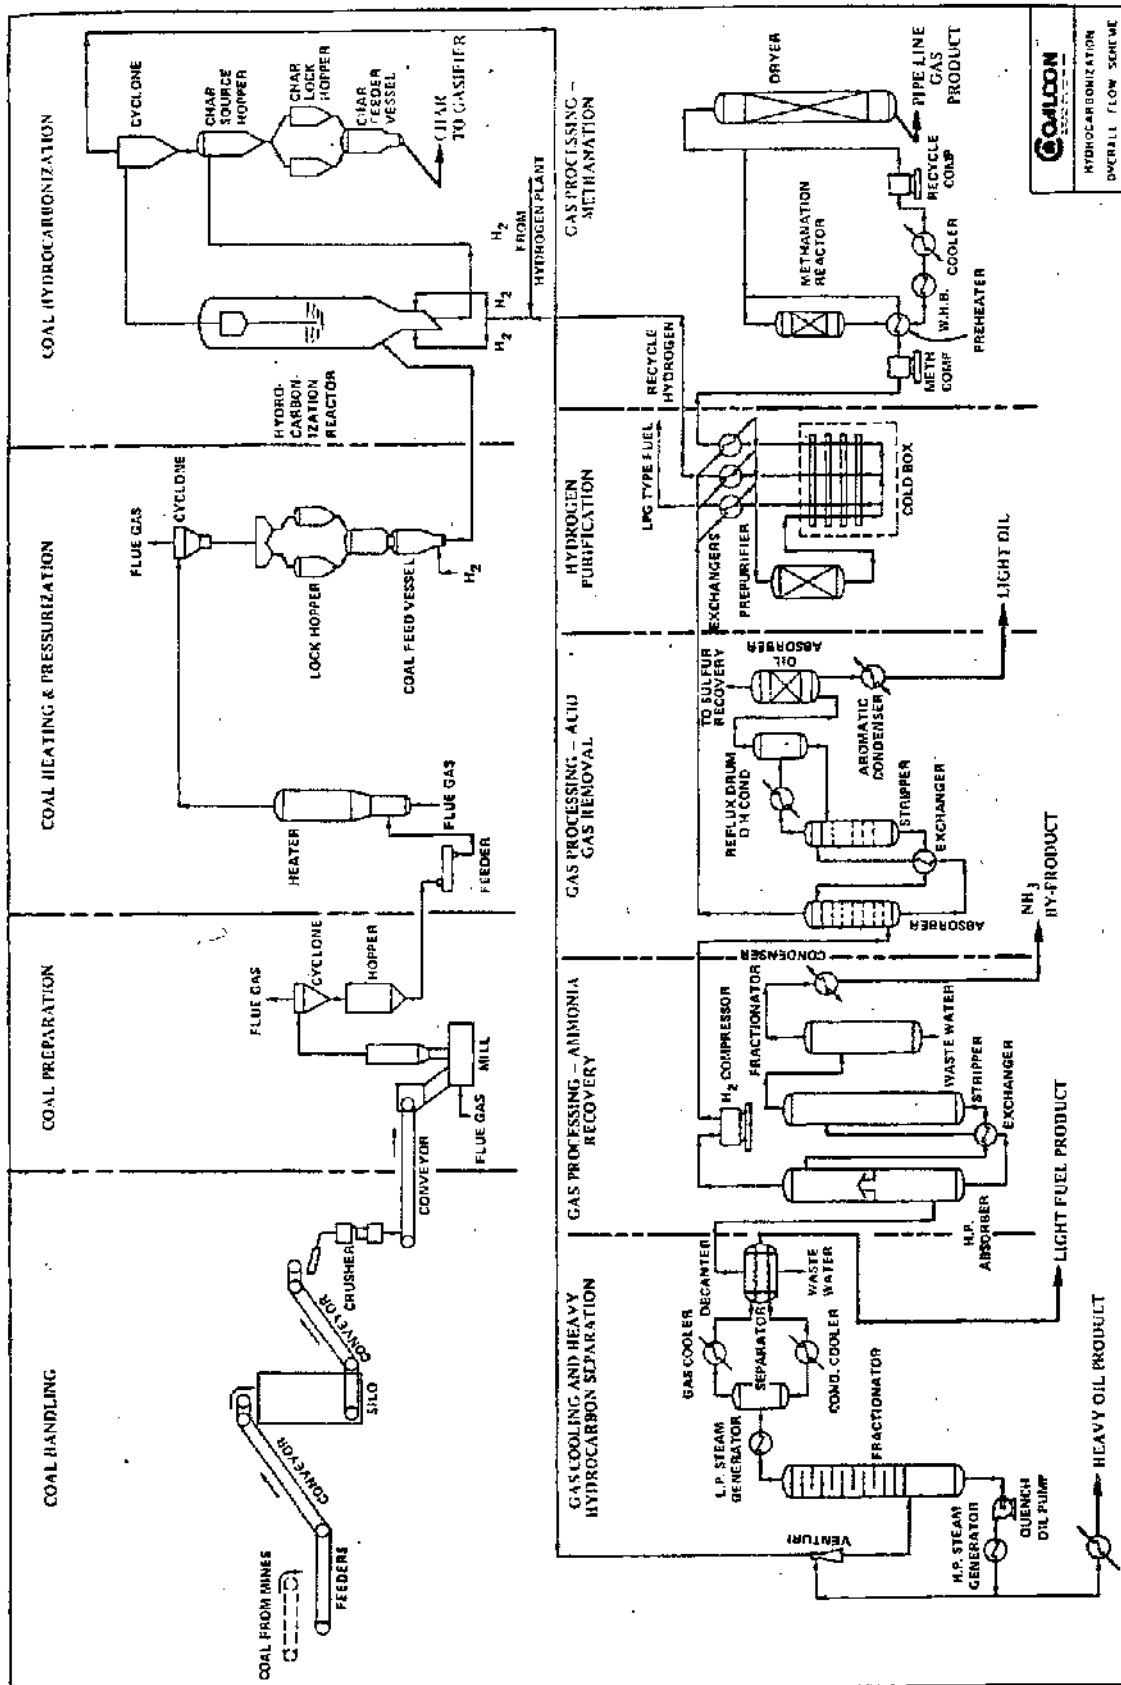 COAL HANDLING
COAL FROM MINES
FEEDERS
CONVEYOR
SILO
CONVEYOR
CRUSHER
CONVEYOR
COAL PREPARATION
FLUE GAS
MILL
FLUE GAS
CYCLONE
HOPPER
COAL HEATING & PRESSURIZATION
FEEDER
HEATER
FLUE GAS
FLUE GAS
CYCLONE
LOCK HOPPER
COAL FEED VESSEL
H2
COAL HYDROCARBONIZATION
HYDRO-
CARBON-
IZATION
REACTOR
H2
H2
H2
FROM
HYDROGEN PLANT
CYCLONE
CHAR
SOURCE
HOPPER
CHAR
LOCK
HOPPER
CHAR
FEEDER
VESSEL
CHAR
TO GASIFIER
GAS COOLING AND HEAVY
HYDROCARBON SEPARATION
VENTURI
H.P. STEAM
GENERATOR
QUENCH
OIL PUMP
HEAVY OIL PRODUCT
FRACTIONATOR
L.P. STEAM
GENERATOR
SEPARATOR
GAS COOLER
COND. COOLER
DECANTER
WASTE
WATER
LIGHT FUEL PRODUCT
GAS PROCESSING – AMMONIA
RECOVERY
H.P.
ABSORBER
EXCHANGER
STRIPPER
H2 COMPRESSOR
FRACTIONATOR
WASTE WATER
CONDENSER
NH3
BY-PRODUCT
GAS PROCESSING – ACID
GAS REMOVAL
ABSORBER
EXCHANGER
STRIPPER
REFLUX DRUM
O H COND
TO SULFUR
RECOVERY
OIL
ABSORBER
AROMATIC
CONDENSER
LIGHT OIL
HYDROGEN
PURIFICATION
LPG TYPE FUEL
EXCHANGERS
PREPURIFIER
COLD BOX
RECYCLE
HYDROGEN
GAS PROCESSING –
METHANATION
METH
COMP
PREHEATER
METHANATION
REACTOR
W.H.B.
COOLER
RECYCLE
COMP
DRYER
PIPE LINE
GAS
PRODUCT
COALCON
HYDROCARBONIZATION
OVERALL FLOW SCHEME